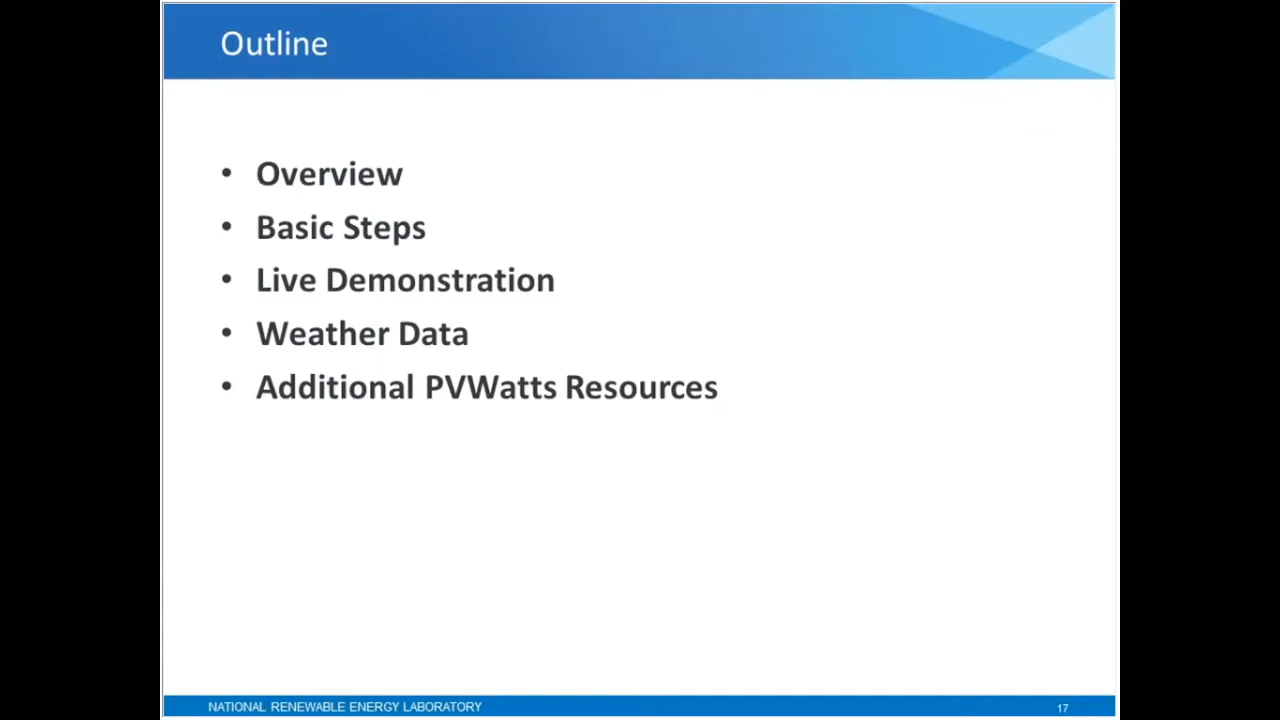 Outline
• Overview
• Basic Steps
• Live Demonstration
• Weather Data
• Additional PVWatts Resources
NATIONAL RENEWABLE ENERGY LABORATORY
17